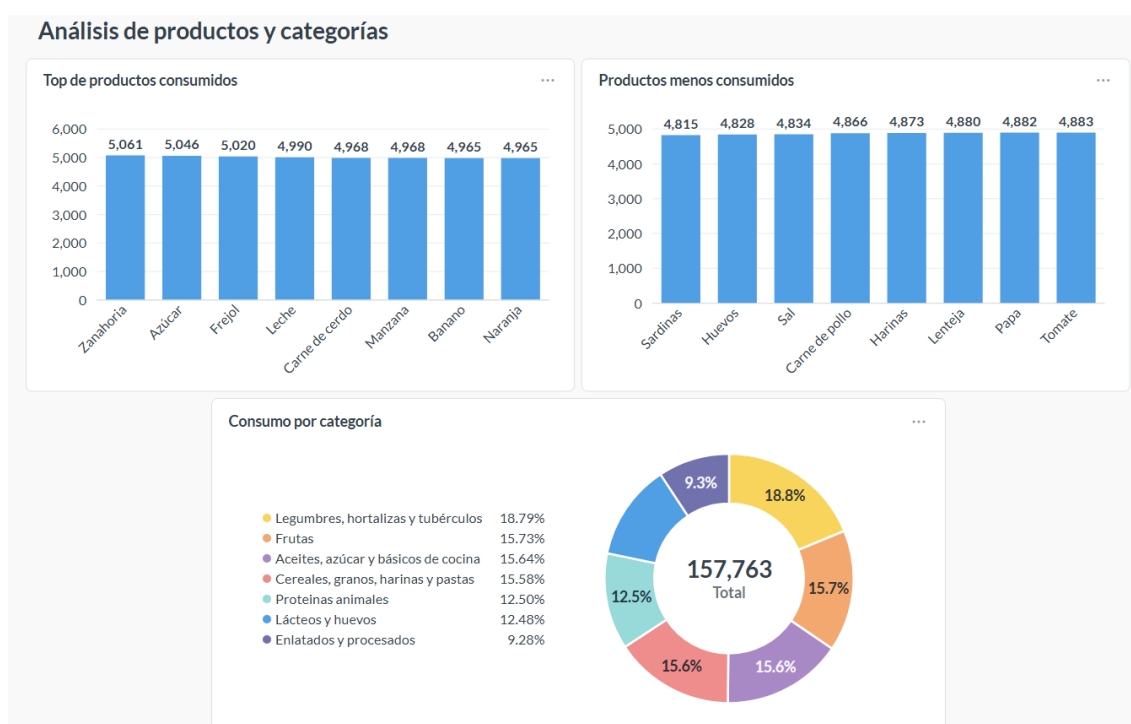 Análisis de productos y categorías
Top de productos consumidos
...
6,000
5,000
4,000
3,000
2,000
1,000
0
5,061 5,046 5,020 4,990 4,968 4,968 4,965 4,965
Zanahoria Azúcar Frejol Leche Carne de cerdo Manzana Banano Naranja
Productos menos consumidos
...
5,000
4,000
3,000
2,000
1,000
0
4,815 4,828 4,834 4,866 4,873 4,880 4,882 4,883
Sardinas Huevos Sal Carne de pollo Harinas Lenteja Papa Tomate
Consumo por categoría
...
Legumbres, hortalizas y tubérculos 18.79%
Frutas 15.73%
Aceites, azúcar y básicos de cocina 15.64%
Cereales, granos, harinas y pastas 15.58%
Proteinas animales 12.50%
Lácteos y huevos 12.48%
Enlatados y procesados 9.28%
9.3%
18.8%
15.7%
15.6%
15.6%
12.5%
157,763
Total